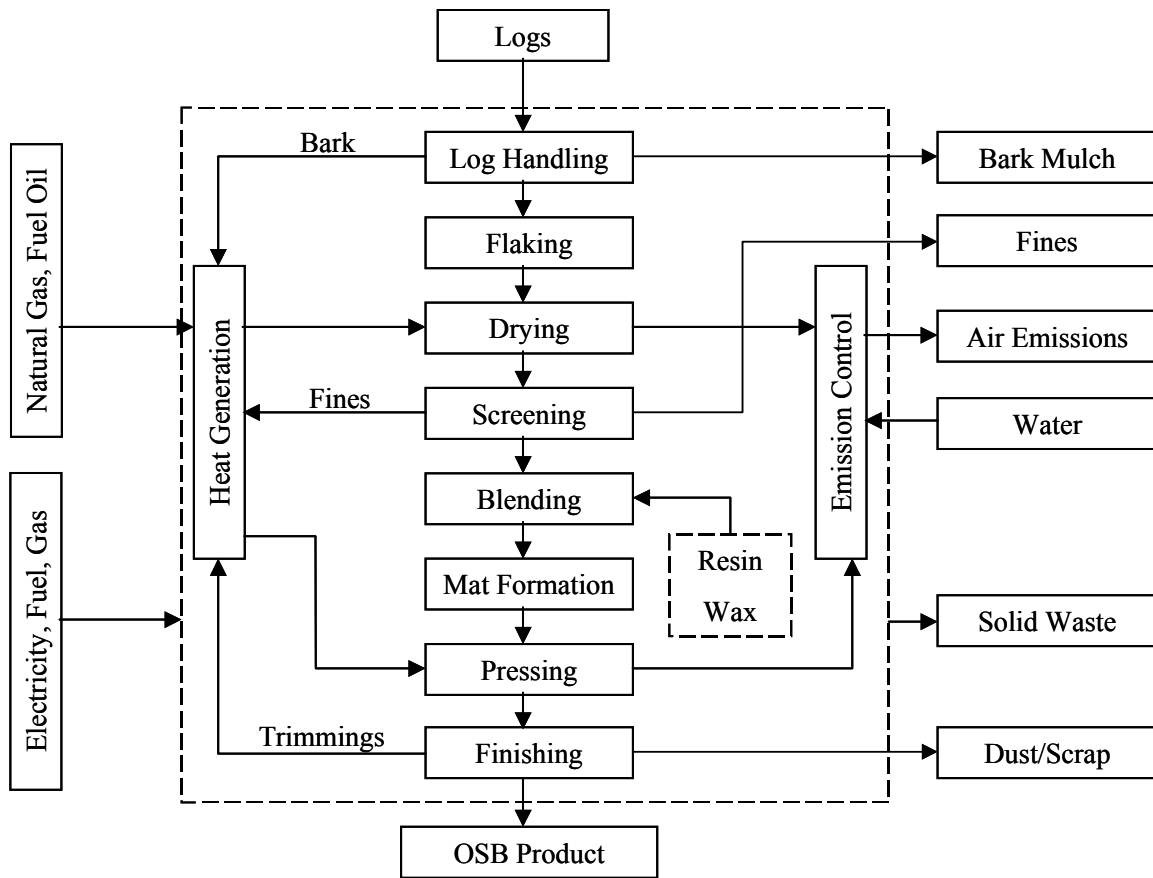 Logs
Bark
Log Handling
Bark Mulch
Natural Gas, Fuel Oil
Flaking
Fines
Heat Generation
Drying
Emission Control
Air Emissions
Fines
Screening
Water
Electricity, Fuel, Gas
Blending
Resin
Wax
Mat Formation
Solid Waste
Pressing
Trimmings
Finishing
Dust/Scrap
OSB Product